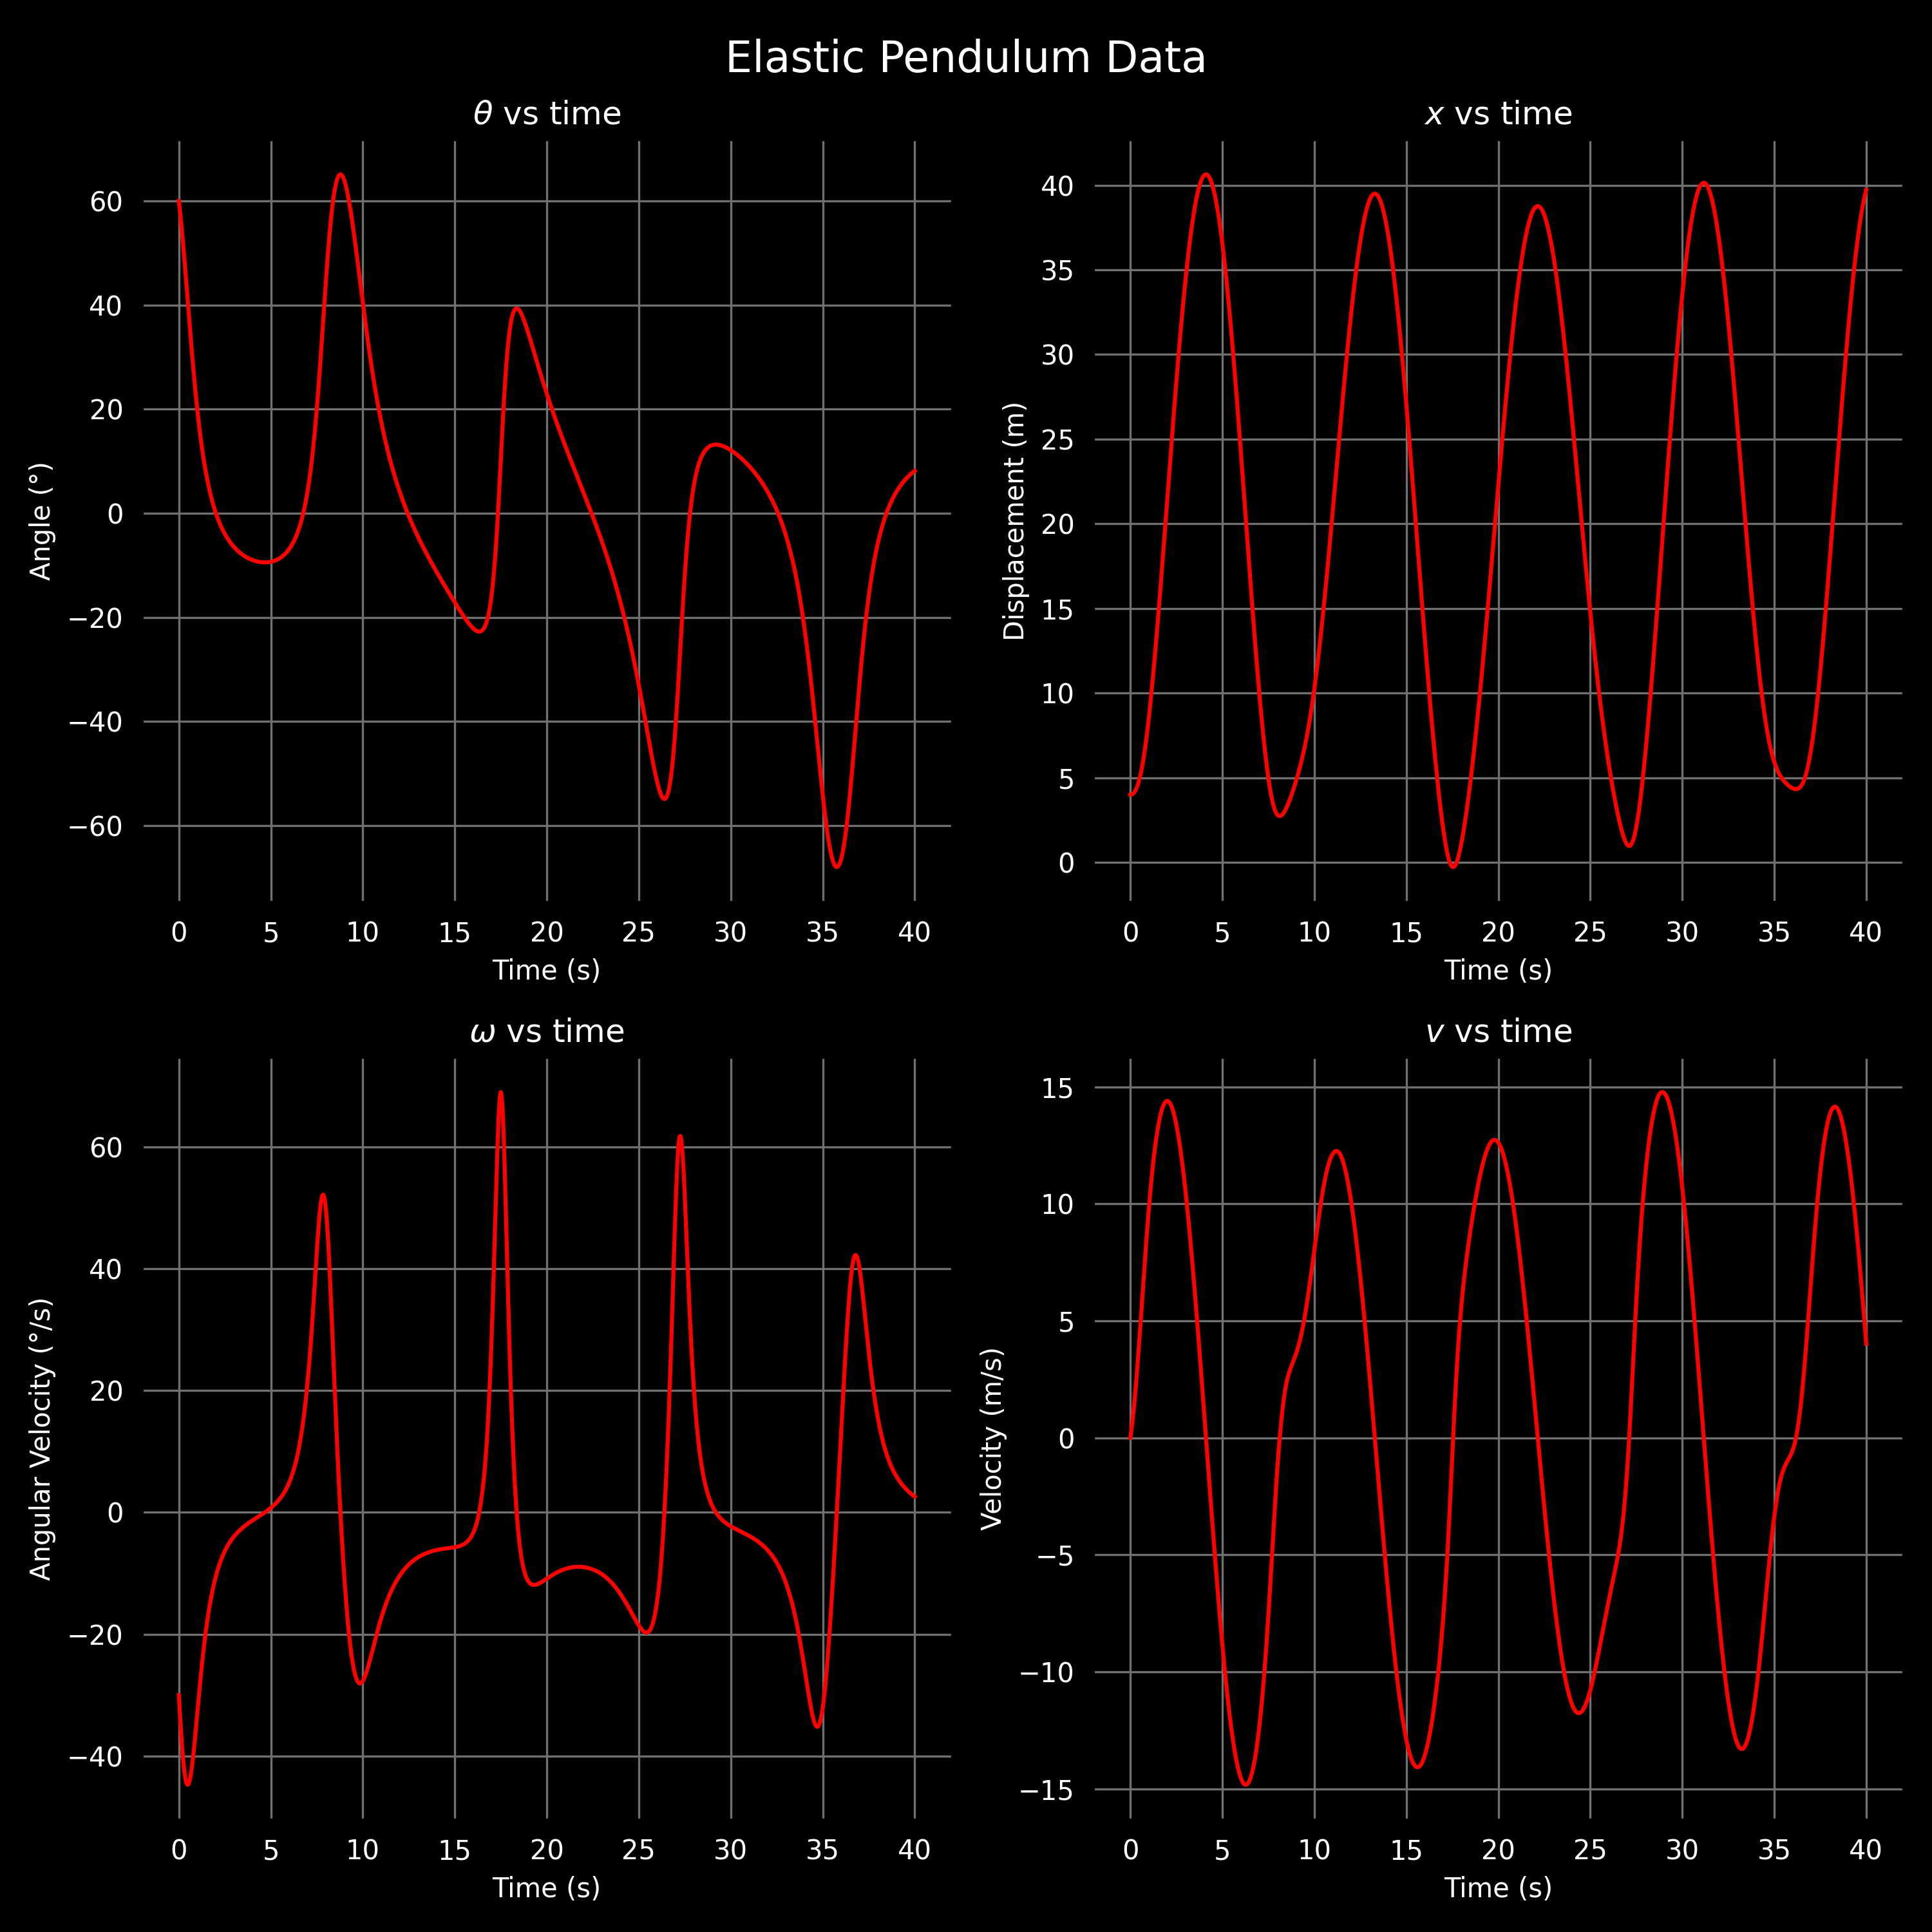 Elastic Pendulum Data
θ vs time
60
40
20
0
−20
−40
−60
Angle (°)
0 5 10 15 20 25 30 35 40
Time (s)
x vs time
40
35
30
25
20
15
10
5
0
Displacement (m)
0 5 10 15 20 25 30 35 40
Time (s)
ω vs time
60
40
20
0
−20
−40
Angular Velocity (°/s)
0 5 10 15 20 25 30 35 40
Time (s)
v vs time
15
10
5
0
−5
−10
−15
Velocity (m/s)
0 5 10 15 20 25 30 35 40
Time (s)